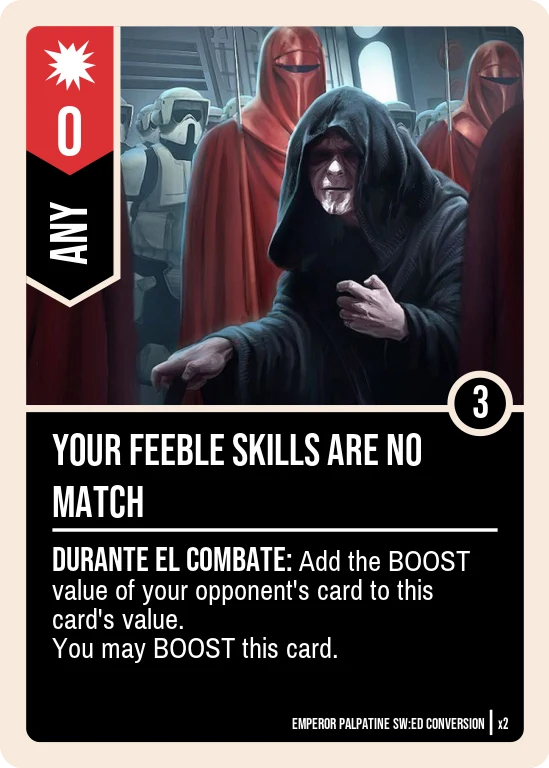 0
ANY
3
YOUR FEEBLE SKILLS ARE NO
MATCH
DURANTE EL COMBATE: Add the BOOST
value of your opponent's card to this
card's value.
You may BOOST this card.
EMPEROR PALPATINE SW:ED CONVERSION | x2